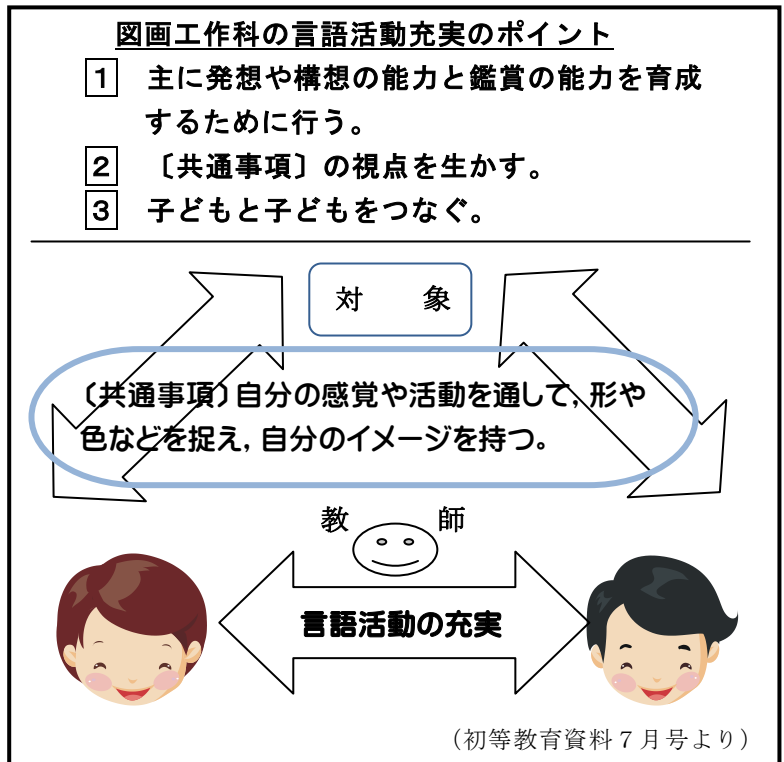 図画工作科の言語活動充実のポイント
1 主に発想や構想の能力と鑑賞の能力を育成
するために行う。
2 〔共通事項〕の視点を生かす。
3 子どもと子どもをつなぐ。
対 象
〔共通事項〕自分の感覚や活動を通して，形や
色などを捉え，自分のイメージを持つ。
教 師
言語活動の充実
（初等教育資料７月号より）